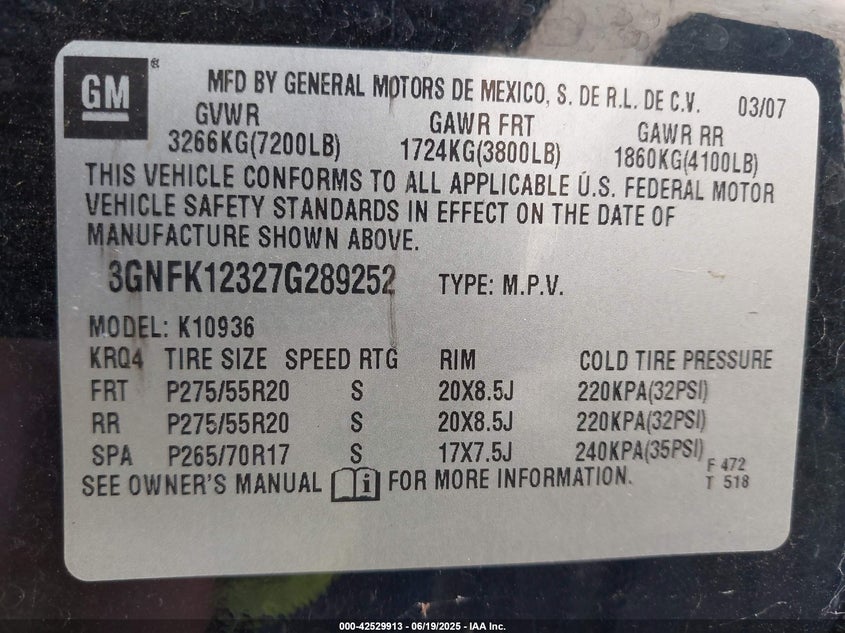 GM ®
MFD BY GENERAL MOTORS DE MEXICO, S. DE R.L. DE C.V. 03/07
GVWR GAWR FRT GAWR RR
3266KG(7200LB) 1724KG(3800LB) 1860KG(4100LB)
THIS VEHICLE CONFORMS TO ALL APPLICABLE U.S. FEDERAL MOTOR
VEHICLE SAFETY STANDARDS IN EFFECT ON THE DATE OF
MANUFACTURE SHOWN ABOVE.
3GNFK12327G289252 TYPE: M.P.V.
MODEL: K10936
KRQ4 TIRE SIZE SPEED RTG RIM COLD TIRE PRESSURE
FRT P275/55R20 S 20X8.5J 220KPA(32PSI)
RR P275/55R20 S 20X8.5J 220KPA(32PSI)
SPA P265/70R17 S 17X7.5J 240KPA(35PSI)
SEE OWNER'S MANUAL i FOR MORE INFORMATION.
F 472
T 518
000-42529913 - 06/19/2025 - IAA Inc.